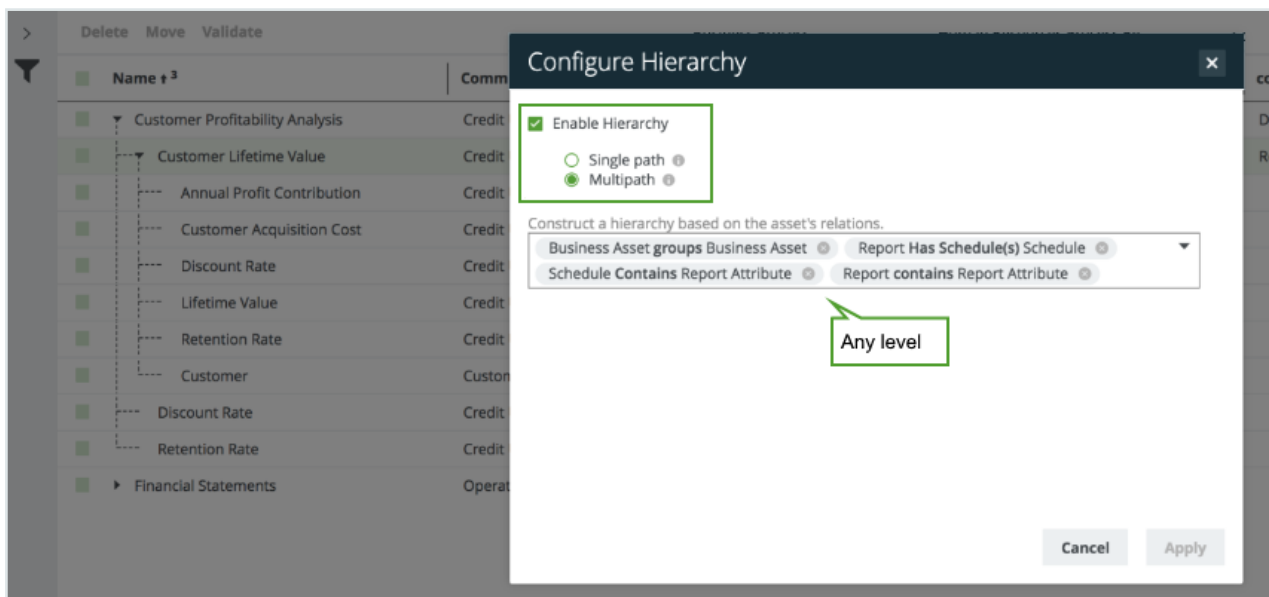 Delete Move Validate
Configure Hierarchy
Name 3
Comm
Enable Hierarchy
Single path
Multipath
Construct a hierarchy based on the asset's relations.
Business Asset groups Business Asset
Report Has Schedule(s) Schedule
Schedule Contains Report Attribute
Report contains Report Attribute
Any level
Customer Profitability Analysis Credit D
Customer Lifetime Value Credit R
Annual Profit Contribution Credit
Customer Acquisition Cost Credit
Discount Rate Credit
Lifetime Value Credit
Retention Rate Credit
Customer Custon
Discount Rate Credit
Retention Rate Credit
Financial Statements Operat
Cancel Apply